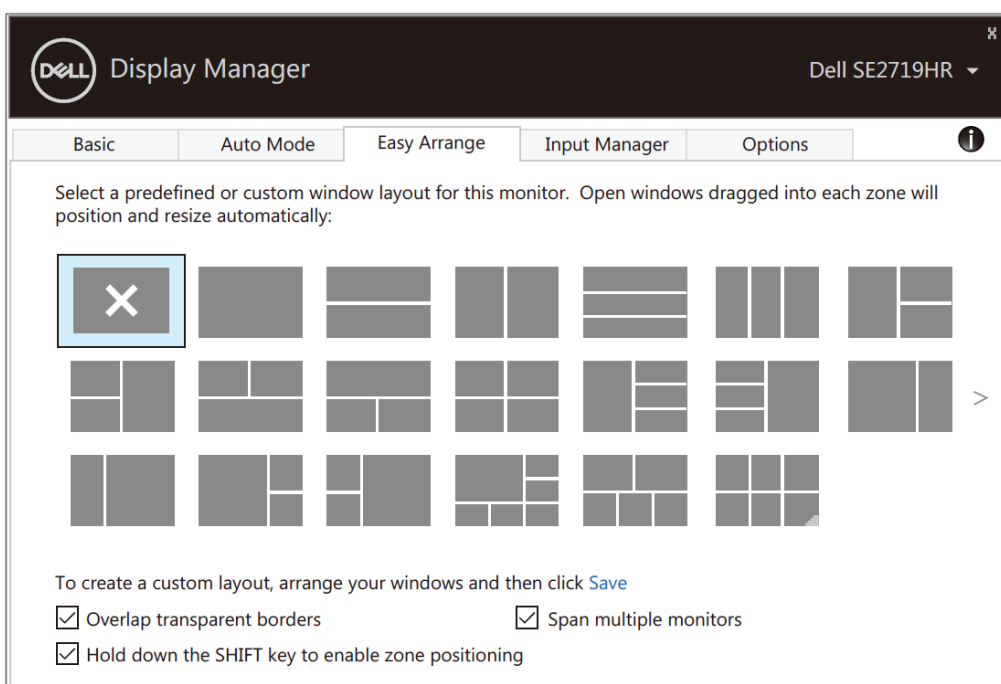 DELL Display Manager
Dell SE2719HR
Basic Auto Mode Easy Arrange Input Manager Options
Select a predefined or custom window layout for this monitor. Open windows dragged into each zone will
position and resize automatically:
>
To create a custom layout, arrange your windows and then click Save
Overlap transparent borders
Span multiple monitors
Hold down the SHIFT key to enable zone positioning